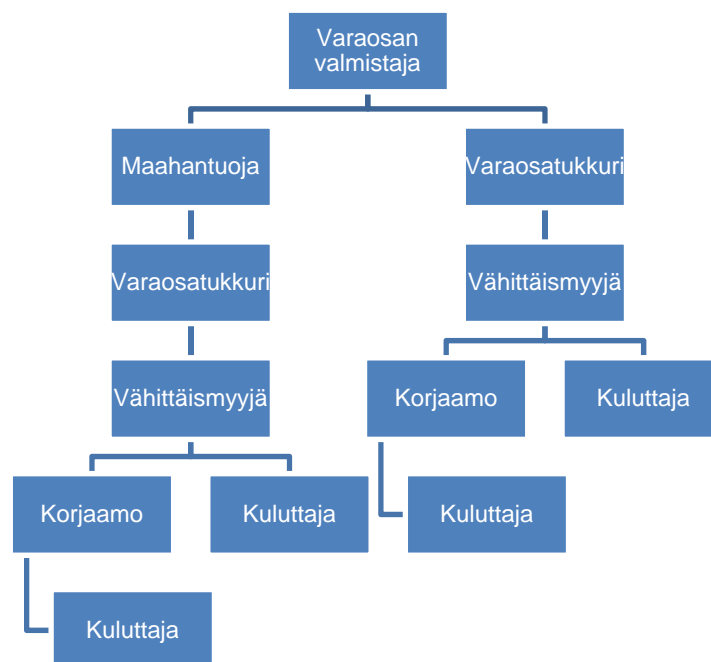 Varaosan
valmistaja
Maahantuoja
Varaosatukkuri
Varaosatukkuri
Vähittäismyyjä
Vähittäismyyjä
Korjaamo
Kuluttaja
Korjaamo
Kuluttaja
Kuluttaja
Kuluttaja